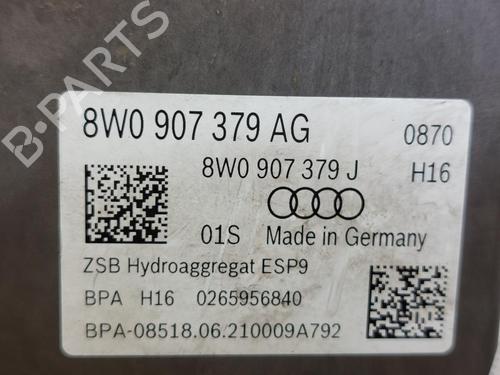 B-PARTS
8W0 907 379 AG 0870
8W0 907 379 J H16
01S Made in Germany
ZSB Hydroaggregat ESP9
BPA H16 0265956840
BPA-08518.06.210009A792